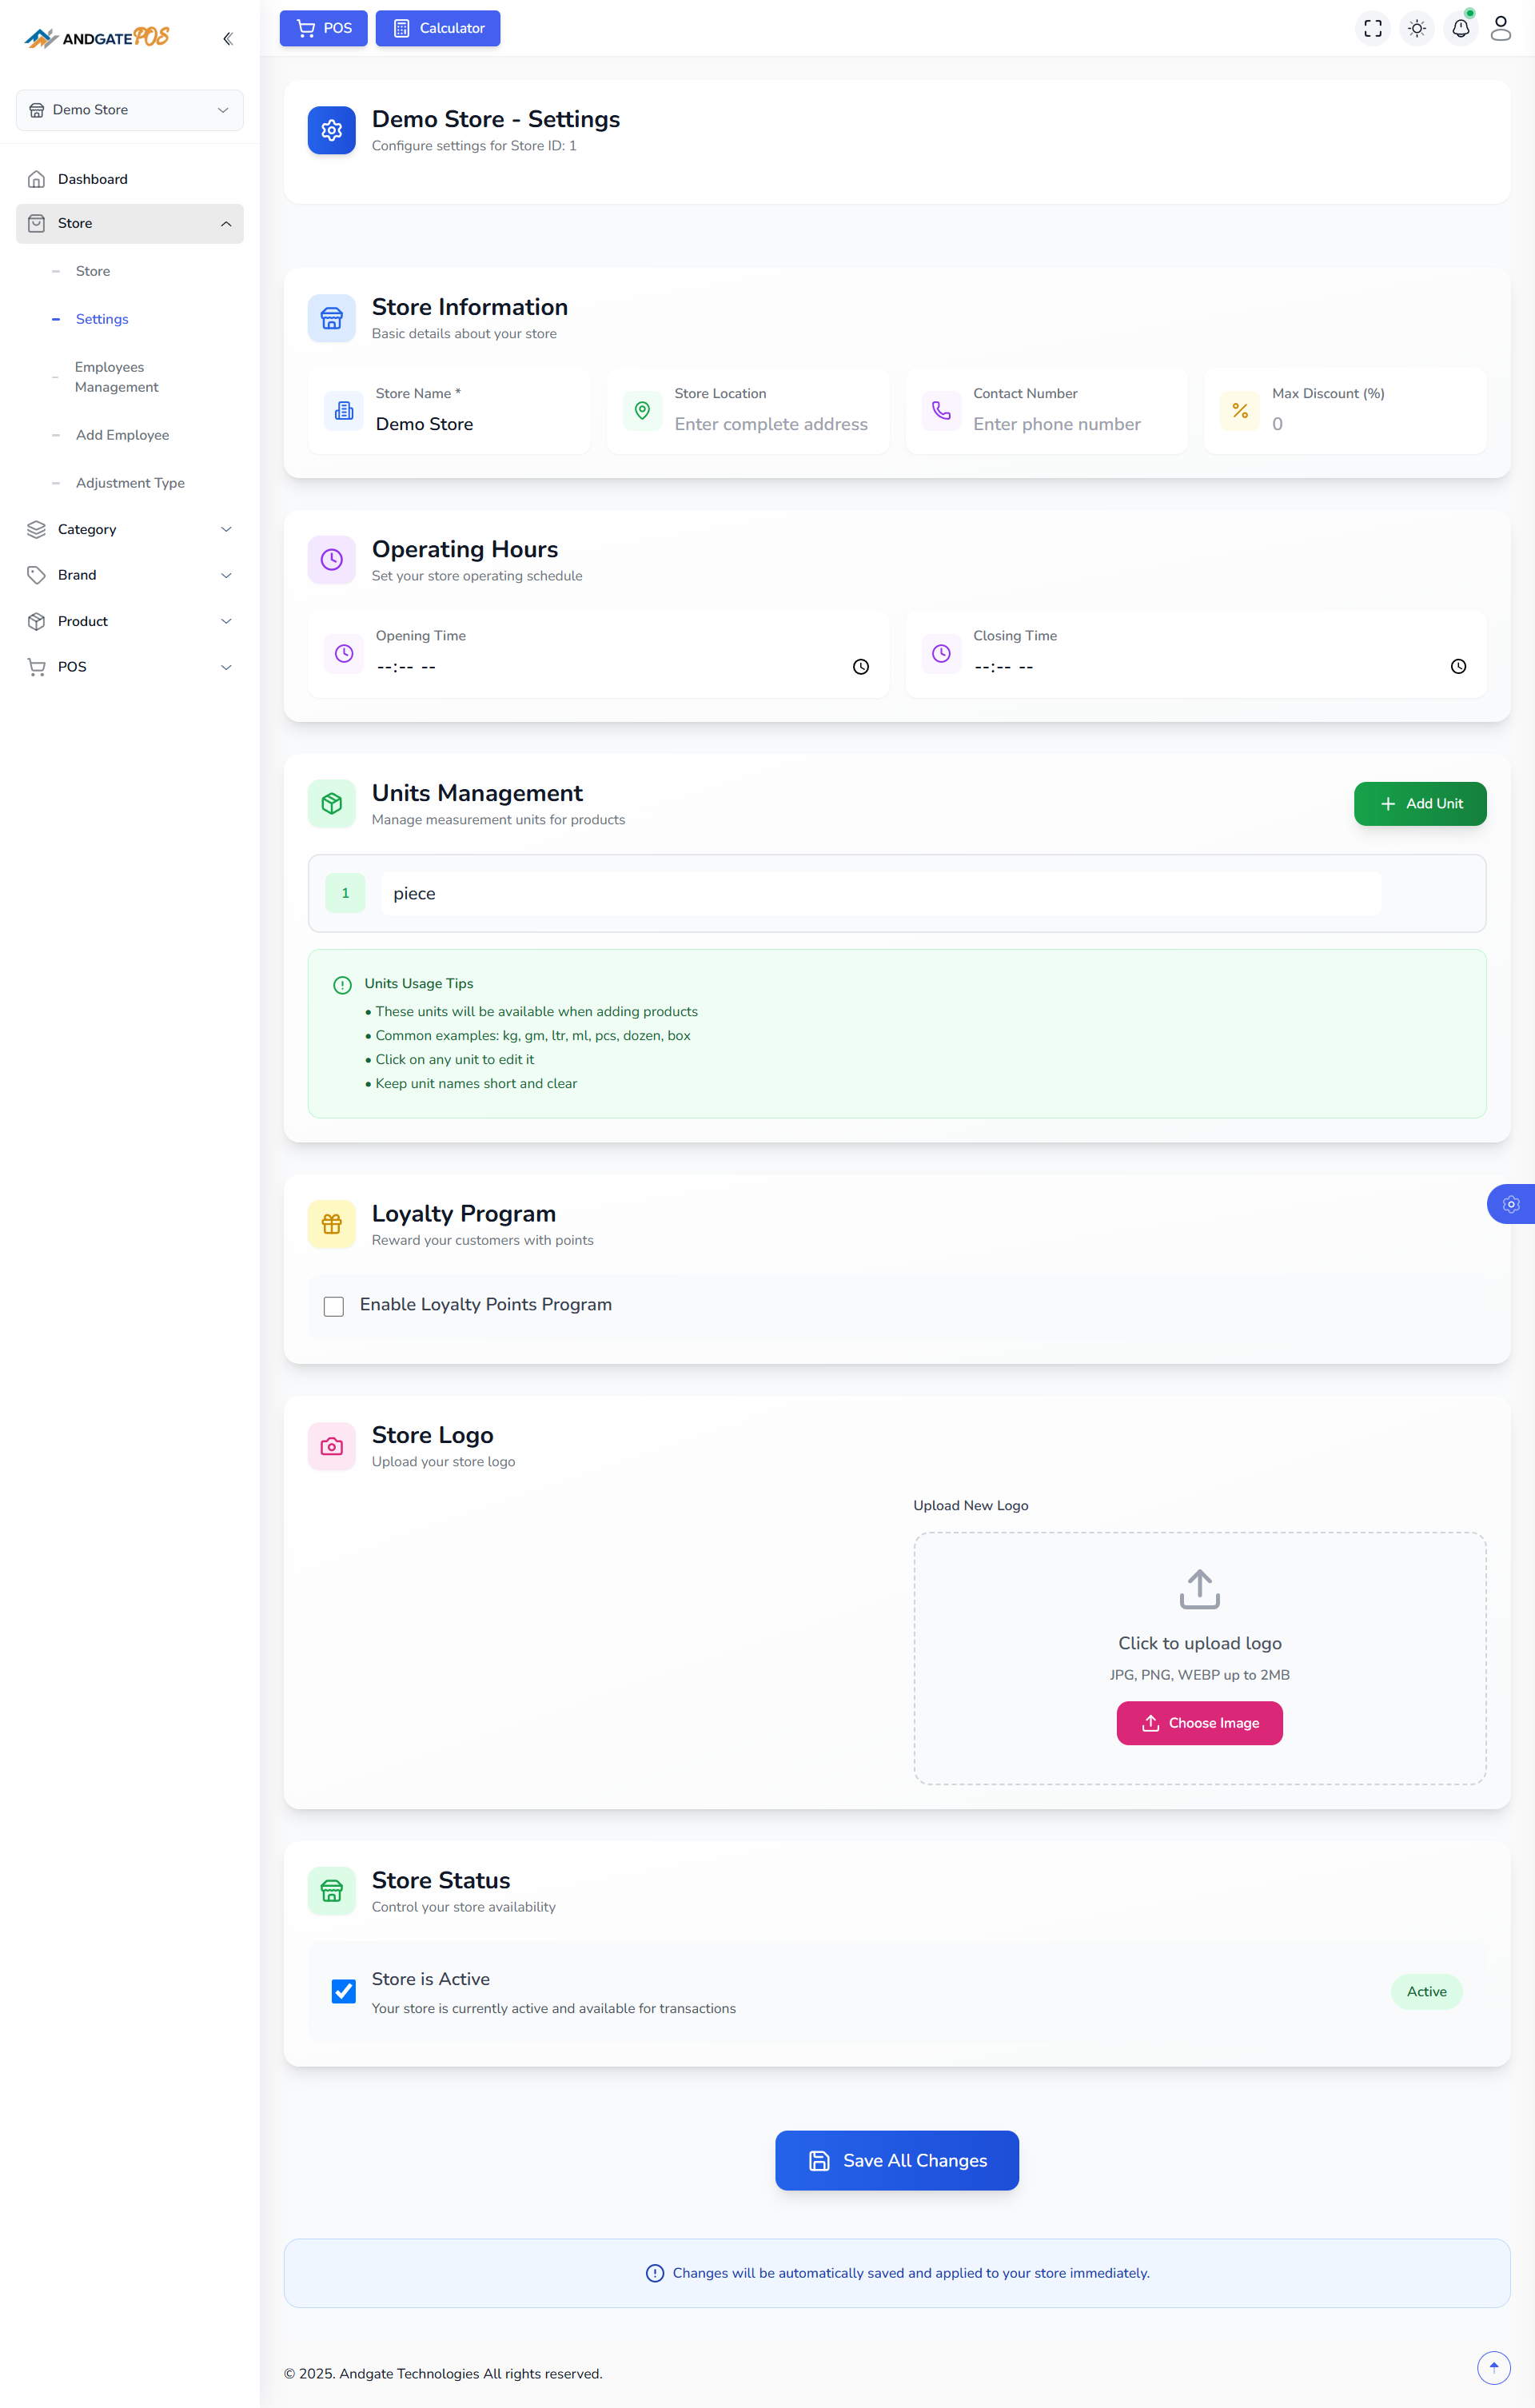 ANDGATE POS
POS
Calculator
Demo Store
Dashboard
Store
Store
Settings
Employees
Management
Add Employee
Adjustment Type
Category
Brand
Product
POS
Demo Store - Settings
Configure settings for Store ID: 1
Store Information
Basic details about your store
Store Name *
Demo Store
Store Location
Enter complete address
Contact Number
Enter phone number
Max Discount (%)
0
Operating Hours
Set your store operating schedule
Opening Time
--:-- --
Closing Time
--:-- --
Units Management
Manage measurement units for products
Add Unit
1
piece
Units Usage Tips
• These units will be available when adding products
• Common examples: kg, gm, ltr, ml, pcs, dozen, box
• Click on any unit to edit it
• Keep unit names short and clear
Loyalty Program
Reward your customers with points
Enable Loyalty Points Program
Store Logo
Upload your store logo
Upload New Logo
Click to upload logo
JPG, PNG, WEBP up to 2MB
Choose Image
Store Status
Control your store availability
Store is Active
Your store is currently active and available for transactions
Active
Save All Changes
Changes will be automatically saved and applied to your store immediately.
© 2025. Andgate Technologies All rights reserved.